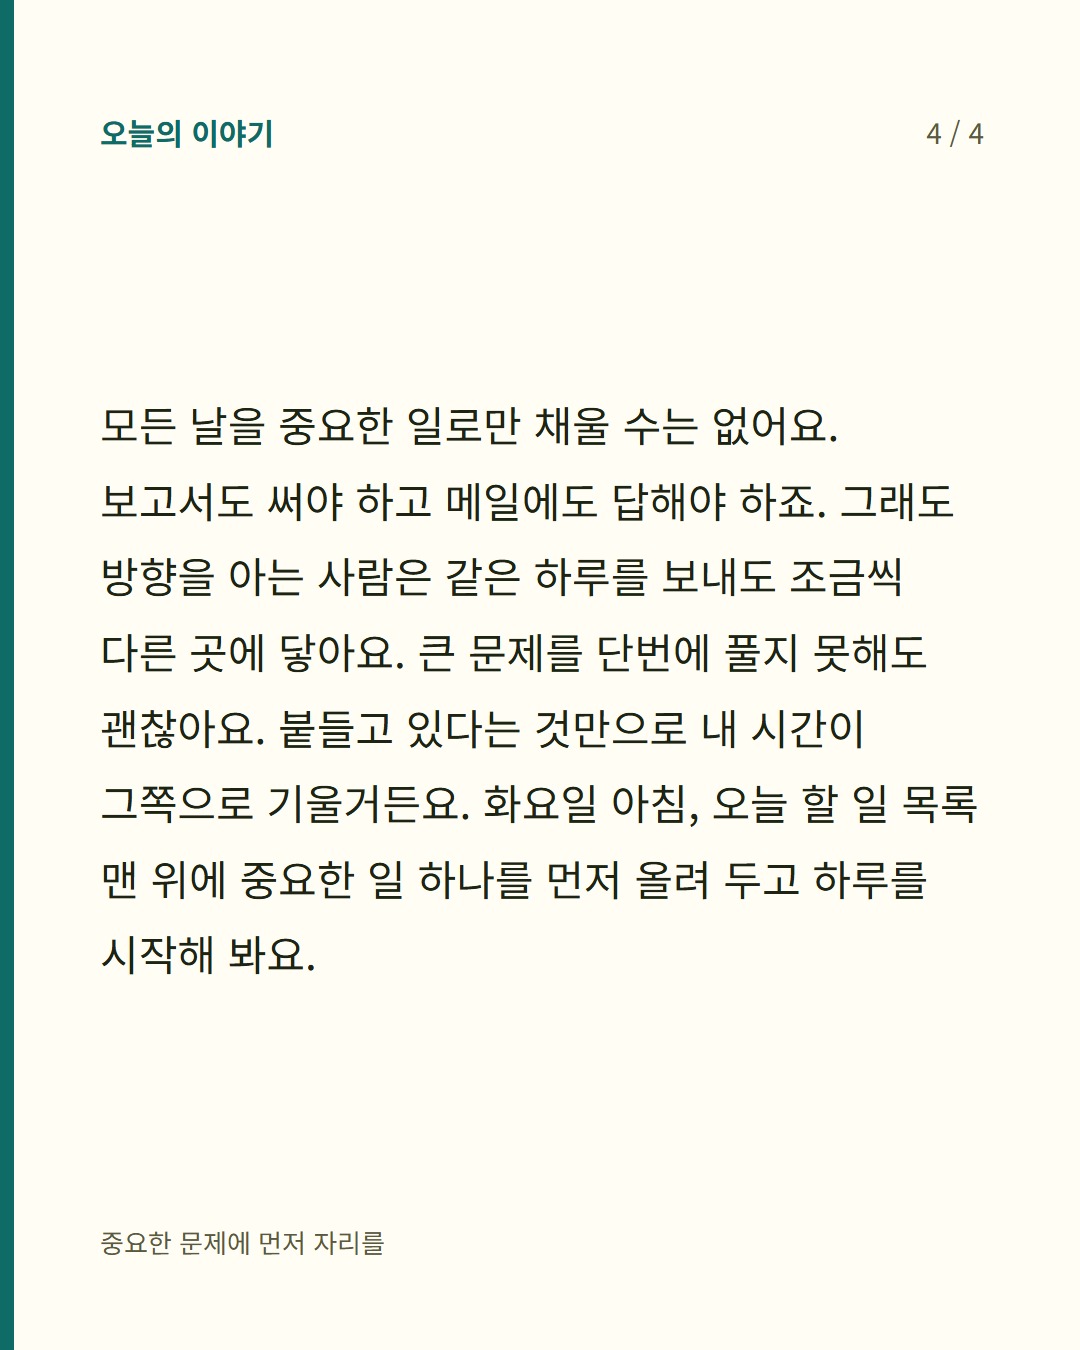 오늘의 이야기
4 / 4
모든 날을 중요한 일로만 채울 수는 없어요.
보고서도 써야 하고 메일에도 답해야 하죠. 그래도
방향을 아는 사람은 같은 하루를 보내도 조금씩
다른 곳에 닿아요. 큰 문제를 단번에 풀지 못해도
괜찮아요. 붙들고 있다는 것만으로 내 시간이
그쪽으로 기울거든요. 화요일 아침, 오늘 할 일 목록
맨 위에 중요한 일 하나를 먼저 올려 두고 하루를
시작해 봐요.
중요한 문제에 먼저 자리를